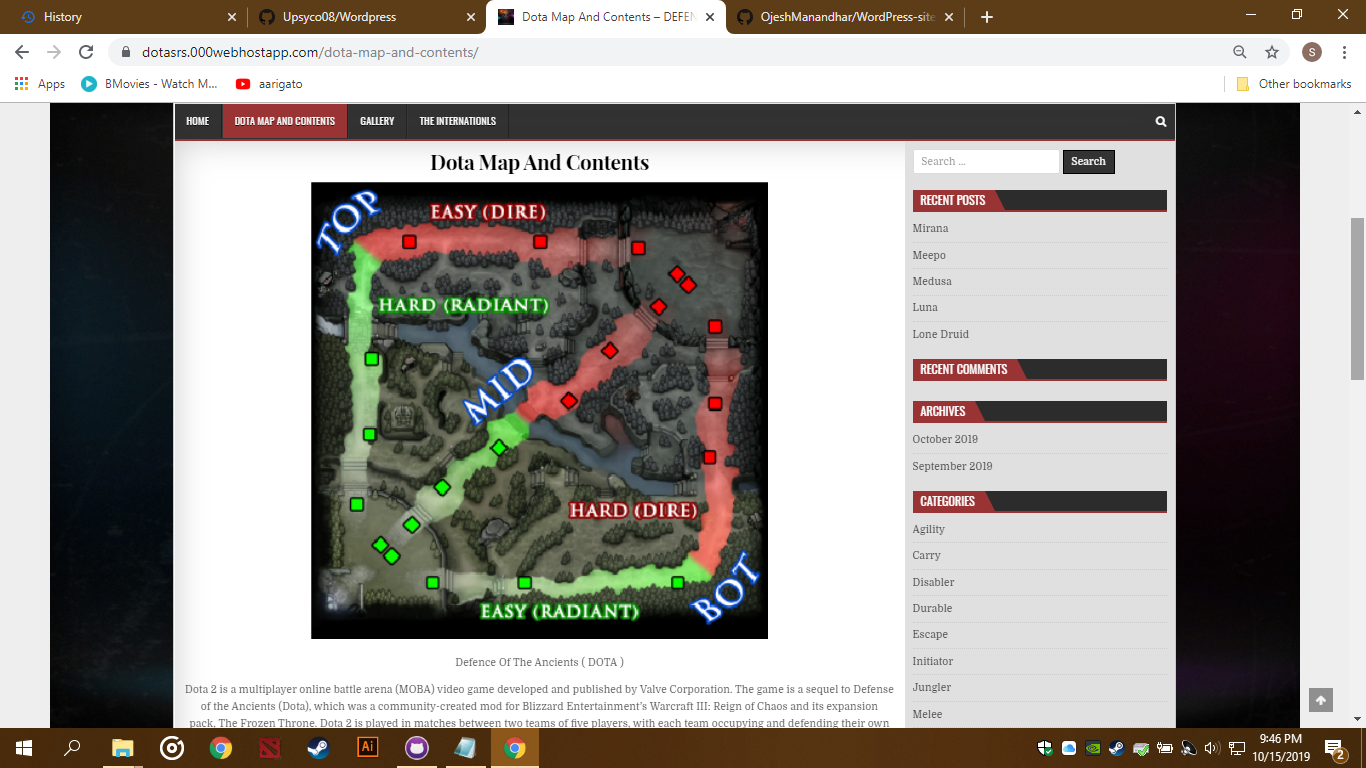 History
Upsyco08/Wordpress
Dota Map And Contents – DEFEN
OjeshManandhar/WordPress-site
dotasrs.000webhostapp.com/dota-map-and-contents/
S
Apps
BMovies - Watch M...
aarigato
Other bookmarks
HOME
DOTA MAP AND CONTENTS
GALLERY
THE INTERNATIONLS
Dota Map And Contents
TOP
EASY (DIRE)
HARD (RADIANT)
MID
HARD (DIRE)
BOT
EASY (RADIANT)
Defence Of The Ancients ( DOTA )
Dota 2 is a multiplayer online battle arena (MOBA) video game developed and published by Valve Corporation. The game is a sequel to Defense
of the Ancients (Dota), which was a community-created mod for Blizzard Entertainment’s Warcraft III: Reign of Chaos and its expansion
pack, The Frozen Throne. Dota 2 is played in matches between two teams of five players, with each team occupying and defending their own
Search ...
Search
RECENT POSTS
Mirana
Meepo
Medusa
Luna
Lone Druid
RECENT COMMENTS
ARCHIVES
October 2019
September 2019
CATEGORIES
Agility
Carry
Disabler
Durable
Escape
Initiator
Jungler
Melee
Ai
9:46 PM
10/15/2019
2